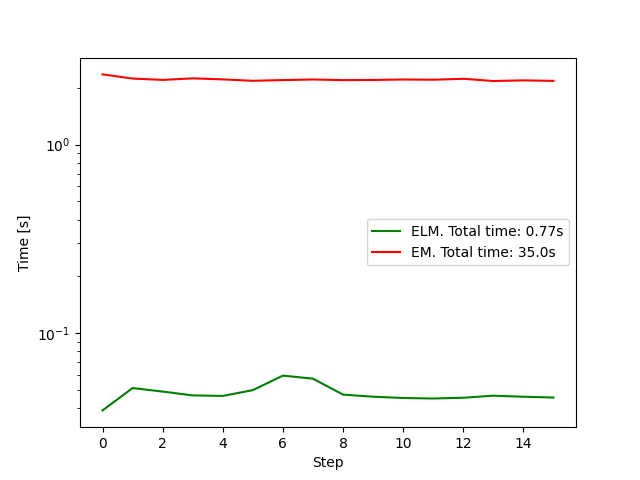 10^0
10^-1
Time [s]
ELM. Total time: 0.77s
EM. Total time: 35.0s
0 2 4 6 8 10 12 14
Step